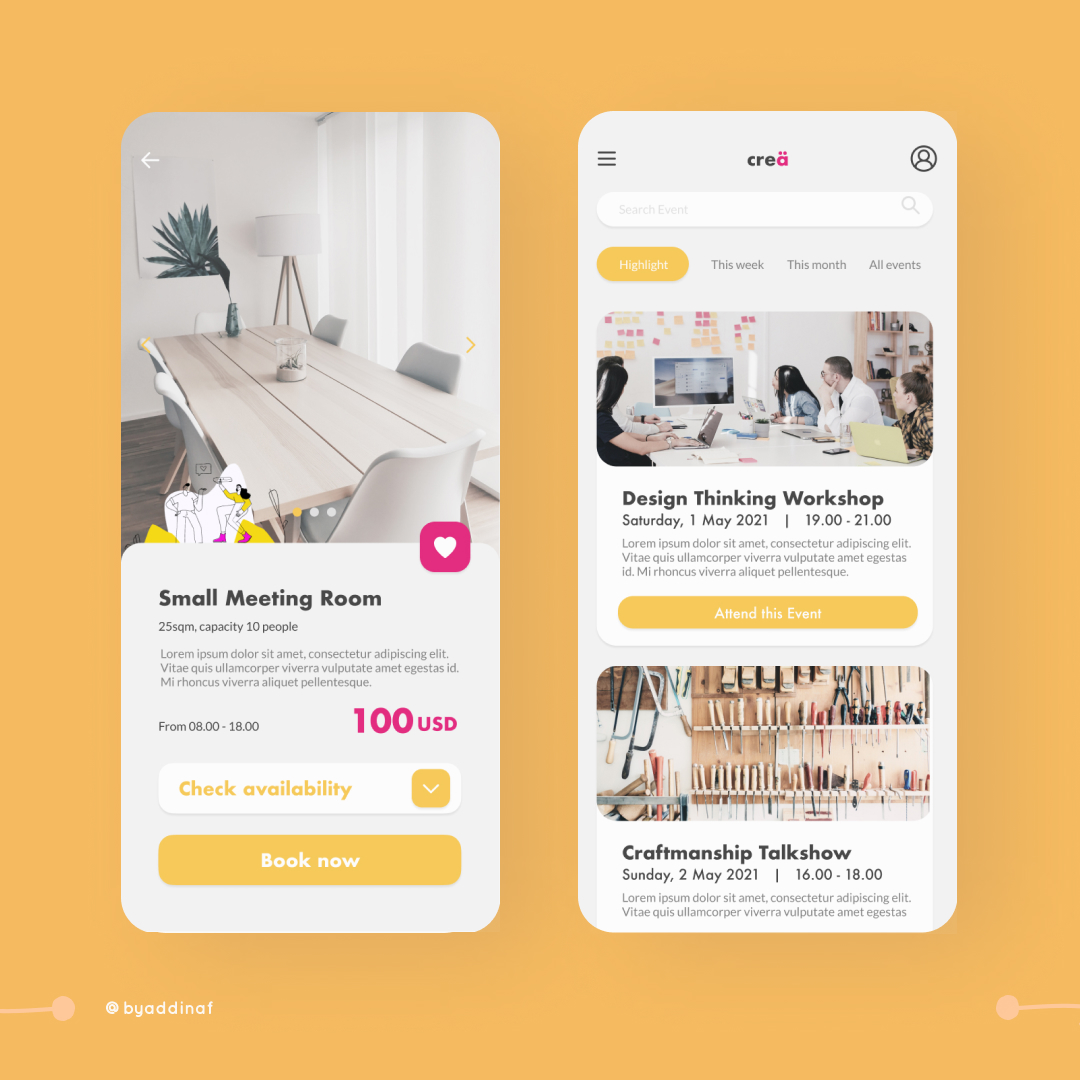 Small Meeting Room
25sqm, capacity 10 people
Lorem ipsum dolor sit amet, consectetur adipiscing elit.
Vitae quis ullamcorper viverra vulputate amet egestas id.
Mi rhoncus viverra aliquet pellentesque.
From 08.00 - 18.00
100 USD
Check availability
Book now
creä
Search Event
Highlight
This week
This month
All events
Design Thinking Workshop
Saturday, 1 May 2021 | 19.00 - 21.00
Lorem ipsum dolor sit amet, consectetur adipiscing elit.
Vitae quis ullamcorper viverra vulputate amet egestas
id. Mi rhoncus viverra aliquet pellentesque.
Attend this Event
Craftmanship Talkshow
Sunday, 2 May 2021 | 16.00 - 18.00
Lorem ipsum dolor sit amet, consectetur adipiscing elit.
Vitae quis ullamcorper viverra vulputate amet egestas
@byaddinaf